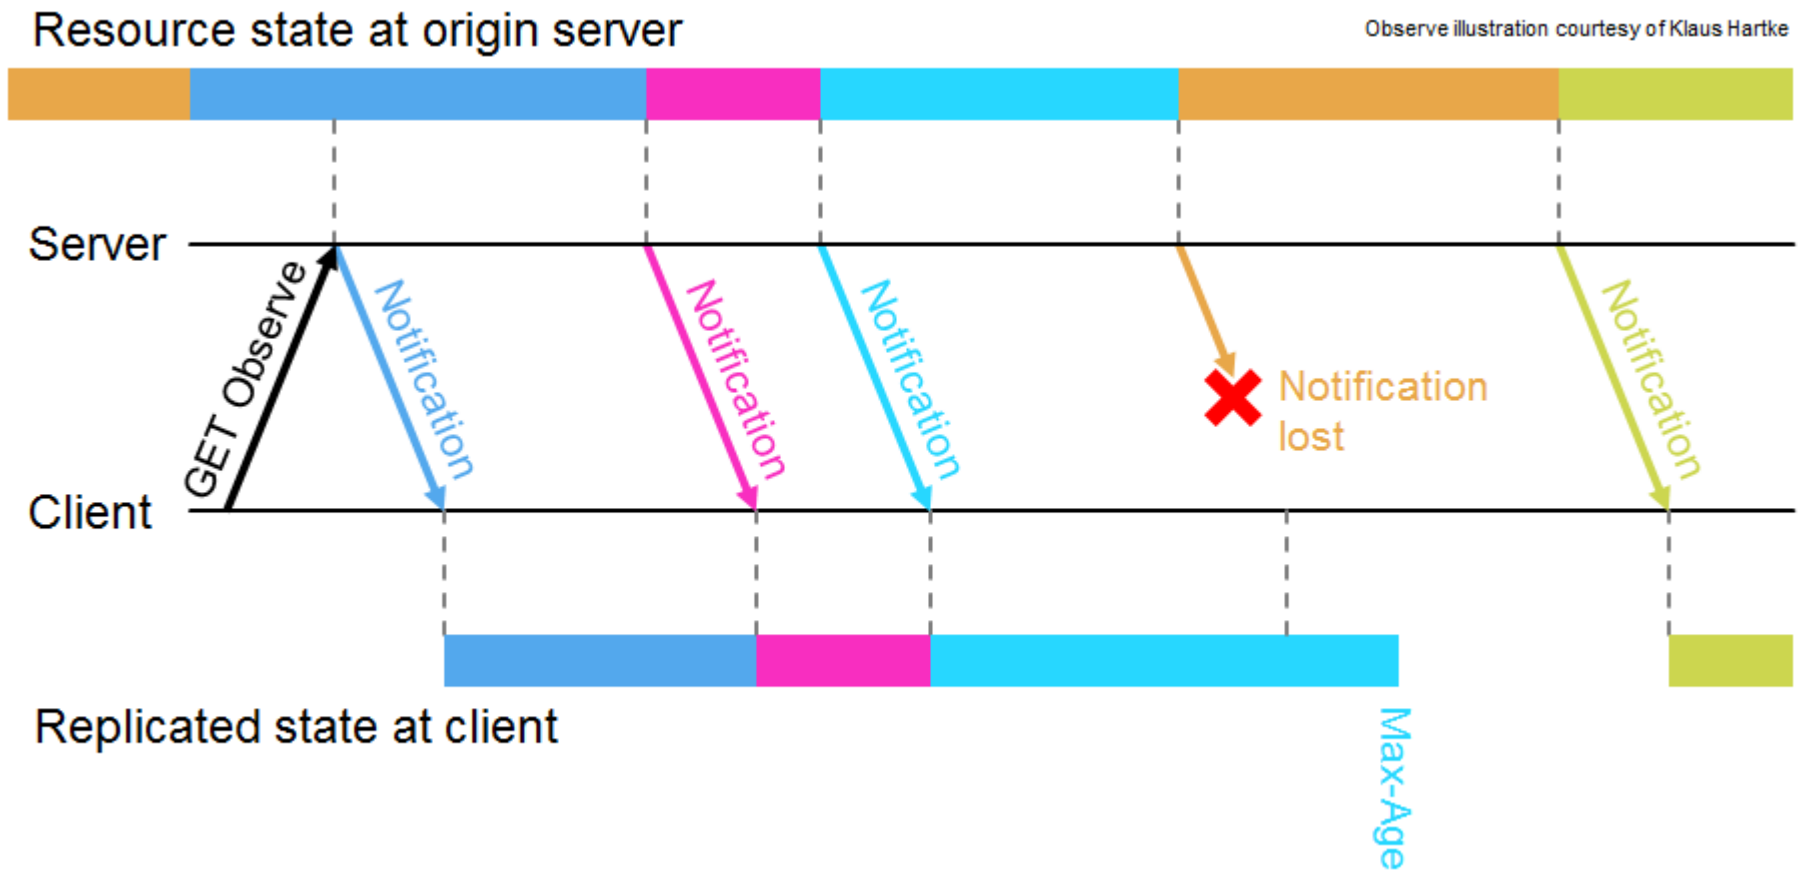 Resource state at origin server
Observe illustration courtesy of Klaus Hartke
Server
GET Observe
Notification
Notification
Notification
Notification
lost
Notification
Client
Replicated state at client
Max-Age